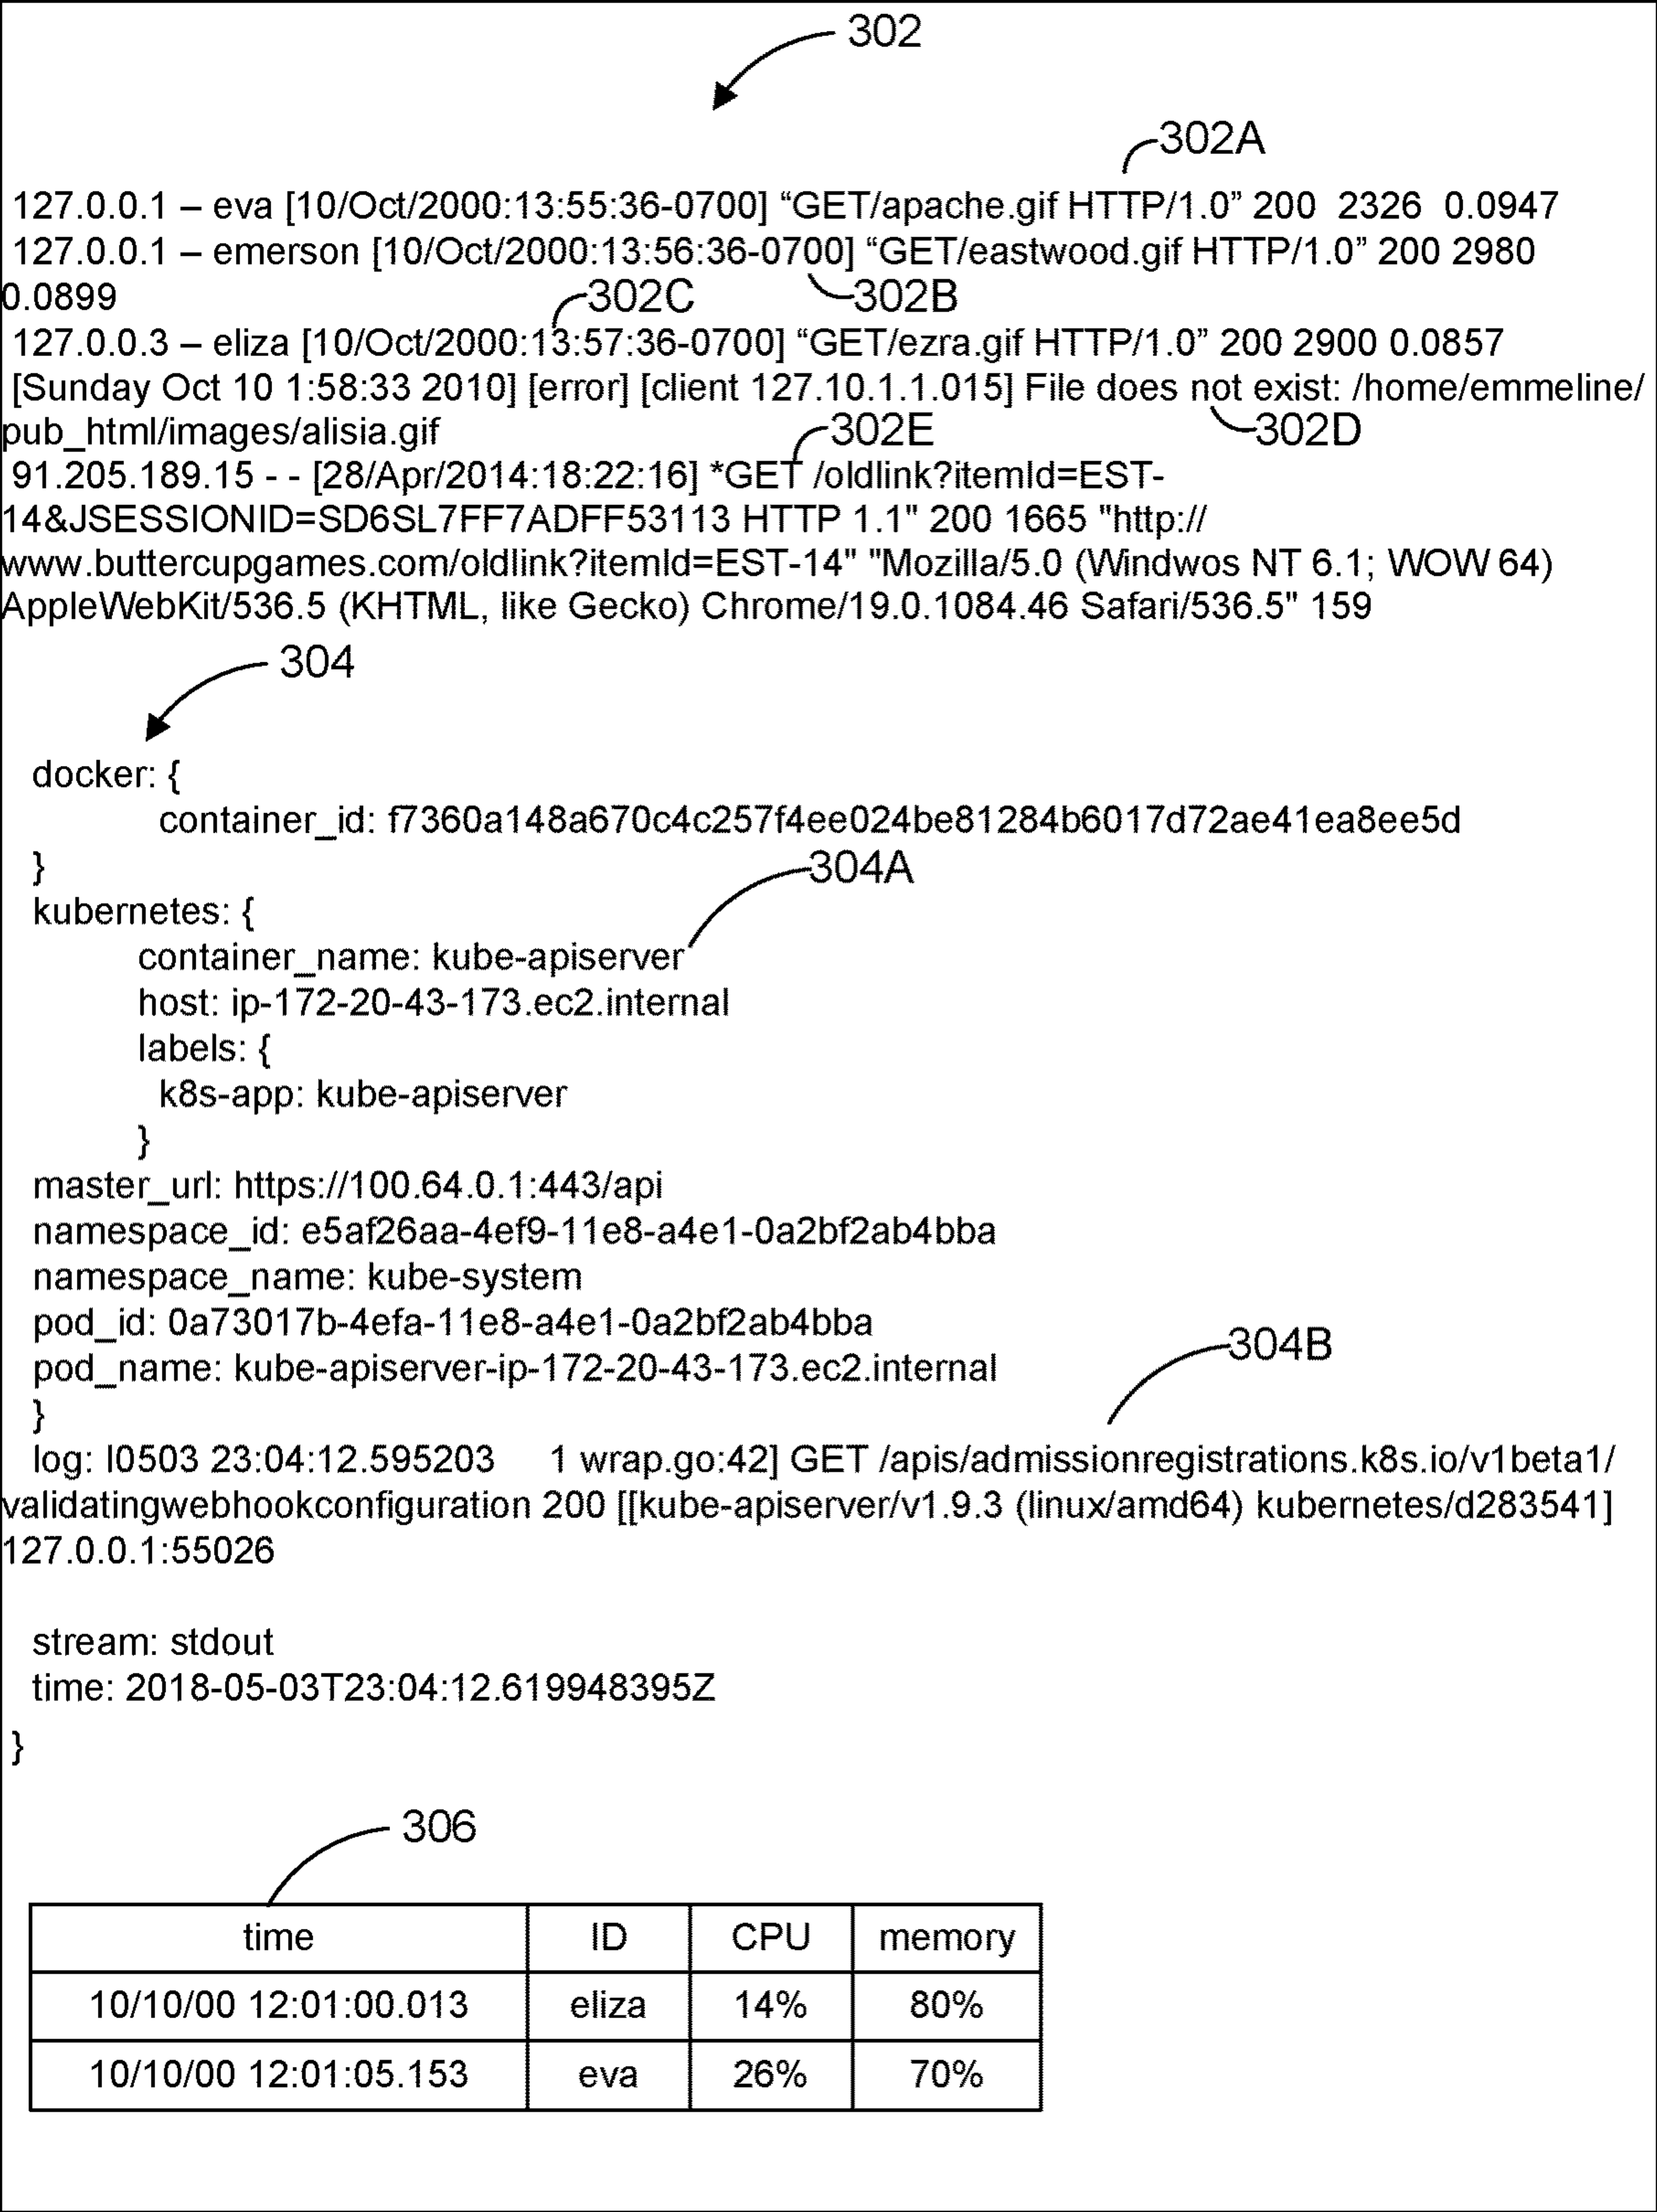 302
302A
127.0.0.1 – eva [10/Oct/2000:13:55:36-0700] “GET/apache.gif HTTP/1.0” 200 2326 0.0947
127.0.0.1 – emerson [10/Oct/2000:13:56:36-0700] “GET/eastwood.gif HTTP/1.0” 200 2980
0.0899
302C
302B
127.0.0.3 – eliza [10/Oct/2000:13:57:36-0700] “GET/ezra.gif HTTP/1.0” 200 2900 0.0857
[Sunday Oct 10 1:58:33 2010] [error] [client 127.10.1.1.015] File does not exist: /home/emmeline/
pub_html/images/alisia.gif
302E
302D
91.205.189.15 - - [28/Apr/2014:18:22:16] *GET /oldlink?itemId=EST-
14&JSESSIONID=SD6SL7FF7ADFF53113 HTTP 1.1" 200 1665 "http://
www.buttercupgames.com/oldlink?itemId=EST-14" "Mozilla/5.0 (Windwos NT 6.1; WOW 64)
AppleWebKit/536.5 (KHTML, like Gecko) Chrome/19.0.1084.46 Safari/536.5" 159
304
docker: {
container_id: f7360a148a670c4c257f4ee024be81284b6017d72ae41ea8ee5d
}
304A
kubernetes: {
container_name: kube-apiserver
host: ip-172-20-43-173.ec2.internal
labels: {
k8s-app: kube-apiserver
}
master_url: https://100.64.0.1:443/api
namespace_id: e5af26aa-4ef9-11e8-a4e1-0a2bf2ab4bba
namespace_name: kube-system
pod_id: 0a73017b-4efa-11e8-a4e1-0a2bf2ab4bba
304B
pod_name: kube-apiserver-ip-172-20-43-173.ec2.internal
}
log: I0503 23:04:12.595203 1 wrap.go:42] GET /apis/admissionregistrations.k8s.io/v1beta1/
validatingwebhookconfiguration 200 [[kube-apiserver/v1.9.3 (linux/amd64) kubernetes/d283541]
127.0.0.1:55026
stream: stdout
time: 2018-05-03T23:04:12.619948395Z
}
306
time ID CPU memory
10/10/00 12:01:00.013 eliza 14% 80%
10/10/00 12:01:05.153 eva 26% 70%